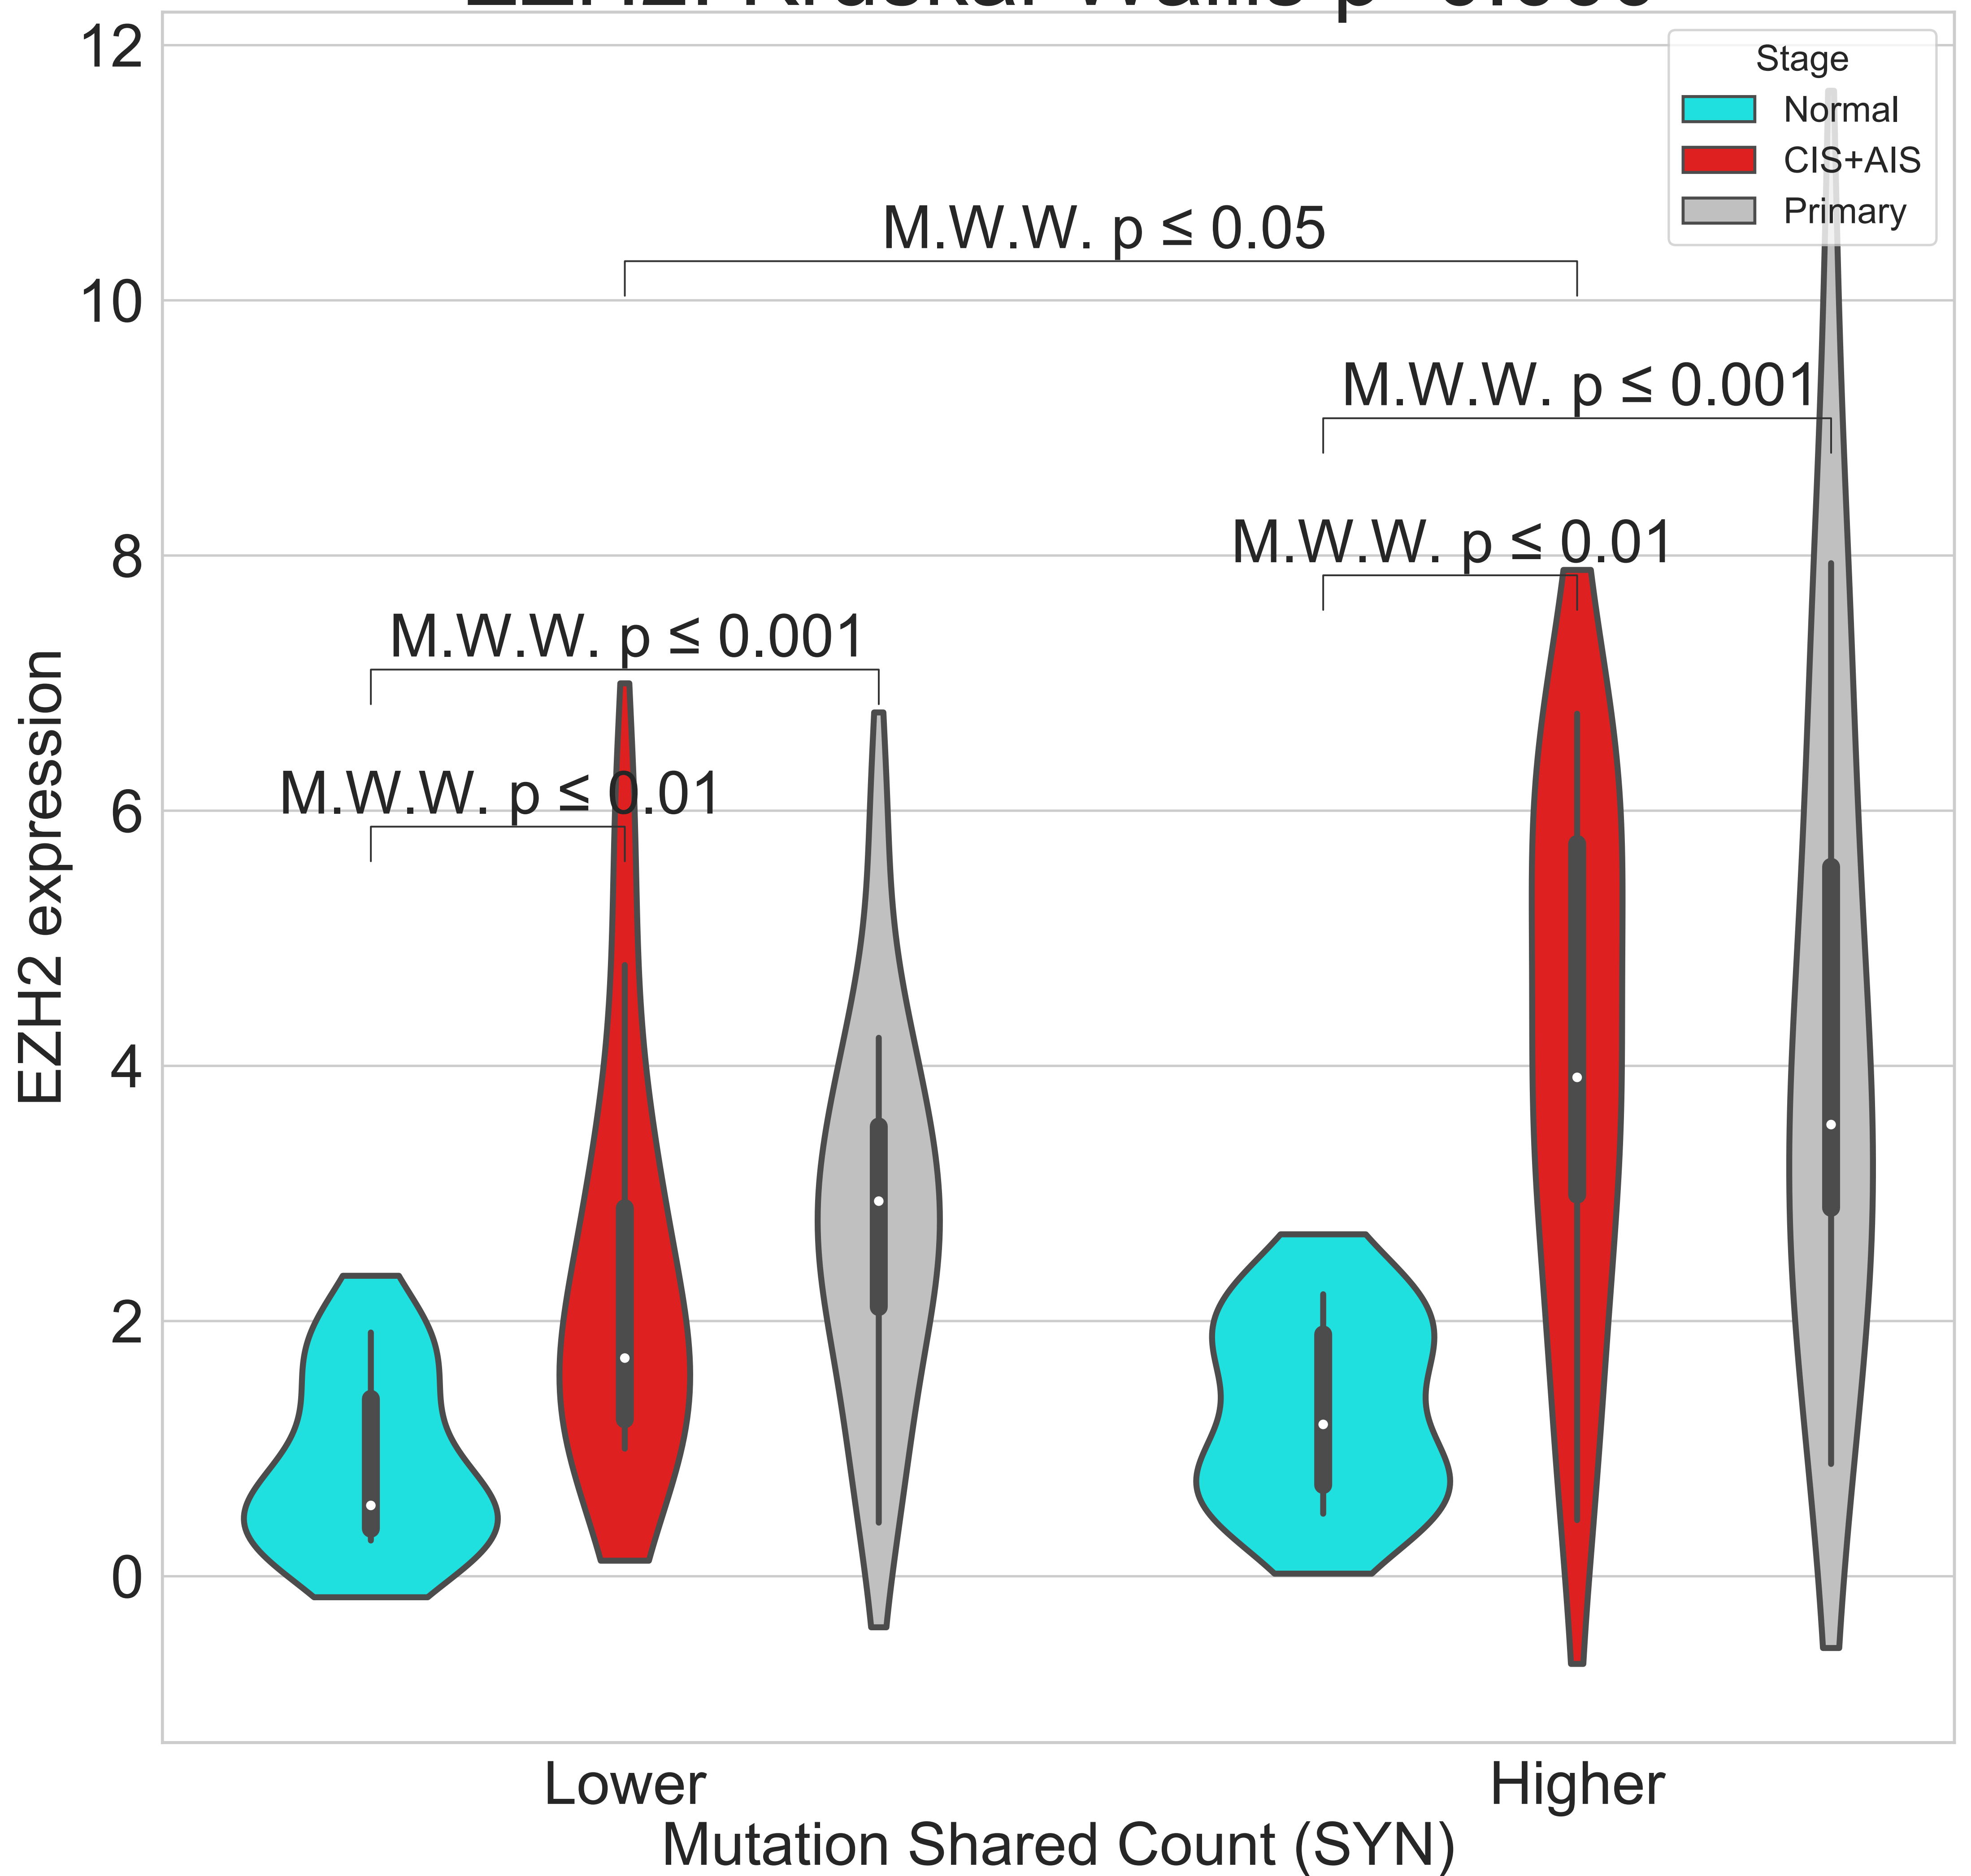 12
10
8
6
4
2
0
EZH2 expression
Stage
Normal
CIS+AIS
Primary
M.W.W. p ≤ 0.05
M.W.W. p ≤ 0.001
M.W.W. p ≤ 0.01
M.W.W. p ≤ 0.001
M.W.W. p ≤ 0.01
Lower
Higher
Mutation Shared Count (SYN)